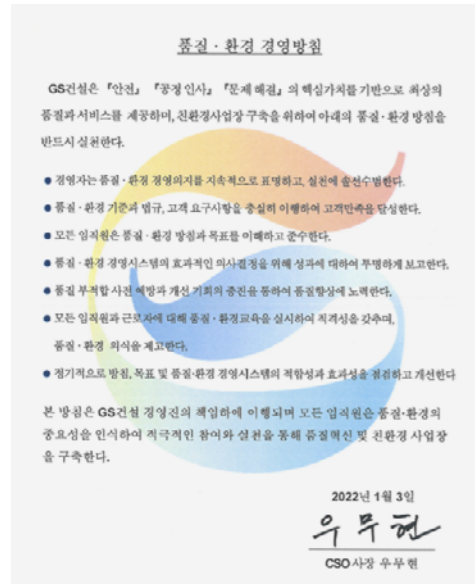 품질 · 환경 경영방침
GS건설은 『안전』 『공정 인사』 『문제 해결』 의 핵심가치를 기반으로 최상의
품질과 서비스를 제공하며, 친환경사업장 구축을 위하여 아래의 품질 · 환경 방침을
반드시 실천한다.
● 경영자는 품질 · 환경 경영의지를 지속적으로 표명하고, 실천에 솔선수범한다.
● 품질 · 환경 기준과 법규, 고객 요구사항을 충실히 이행하여 고객만족을 달성한다.
● 모든 임직원은 품질 · 환경 방침과 목표를 이해하고 준수한다.
● 품질 · 환경 경영시스템의 효과적인 의사결정을 위해 성과에 대하여 투명하게 보고한다.
● 품질 부적합 사전 예방과 개선 기회의 증진을 통하여 품질향상에 노력한다.
● 모든 임직원과 근로자에 대해 품질 · 환경교육을 실시하여 적격성을 갖추며,
품질 · 환경 의식을 제고한다.
● 정기적으로 방침, 목표 및 품질·환경 경영시스템의 적합성과 효과성을 점검하고 개선한다
본 방침은 GS건설 경영진의 책임하에 이행되며 모든 임직원은 품질·환경의
중요성을 인식하여 적극적인 참여와 실천을 통해 품질혁신 및 친환경 사업장
을 구축한다.
2022년 1월 3일
우무현
CSO 사장 우무현